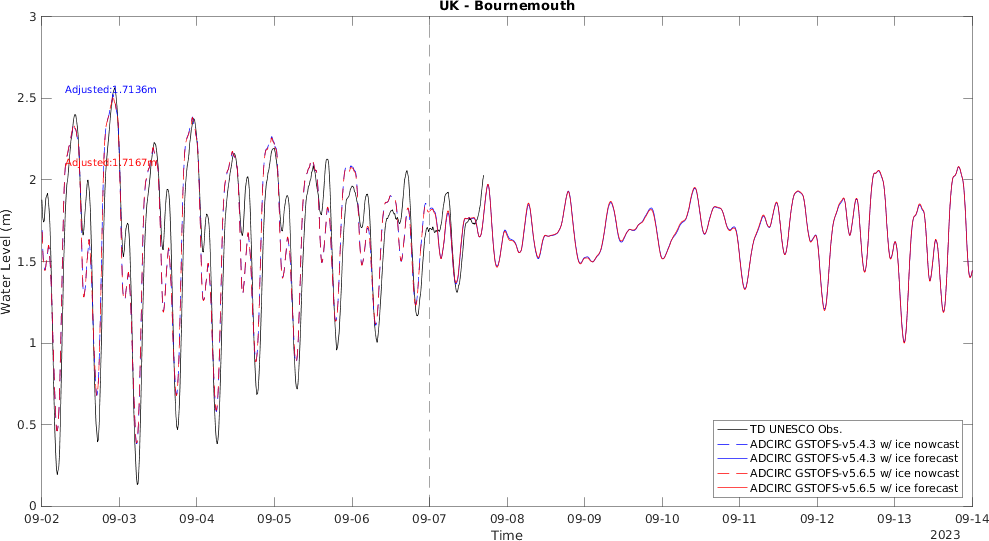 UK - Bournemouth
3
2.5
2
1.5
1
0.5
0
Water Level (m)
Adjusted:1.7136m
Adjusted:1.7167m
TD UNESCO Obs.
ADCIRC GSTOFS-v5.4.3 w/ ice nowcast
ADCIRC GSTOFS-v5.4.3 w/ ice forecast
ADCIRC GSTOFS-v5.6.5 w/ ice nowcast
ADCIRC GSTOFS-v5.6.5 w/ ice forecast
09-02 09-03 09-04 09-05 09-06 09-07 09-08 09-09 09-10 09-11 09-12 09-13 09-14
Time
2023